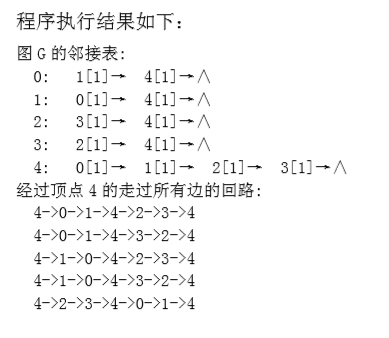 程序执行结果如下：
图 G 的邻接表:
0: 1[1]→ 4[1]→∧
1: 0[1]→ 4[1]→∧
2: 3[1]→ 4[1]→∧
3: 2[1]→ 4[1]→∧
4: 0[1]→ 1[1]→ 2[1]→ 3[1]→∧
经过顶点 4 的走过所有边的回路:
4->0->1->4->2->3->4
4->0->1->4->3->2->4
4->1->0->4->2->3->4
4->1->0->4->3->2->4
4->2->3->4->0->1->4